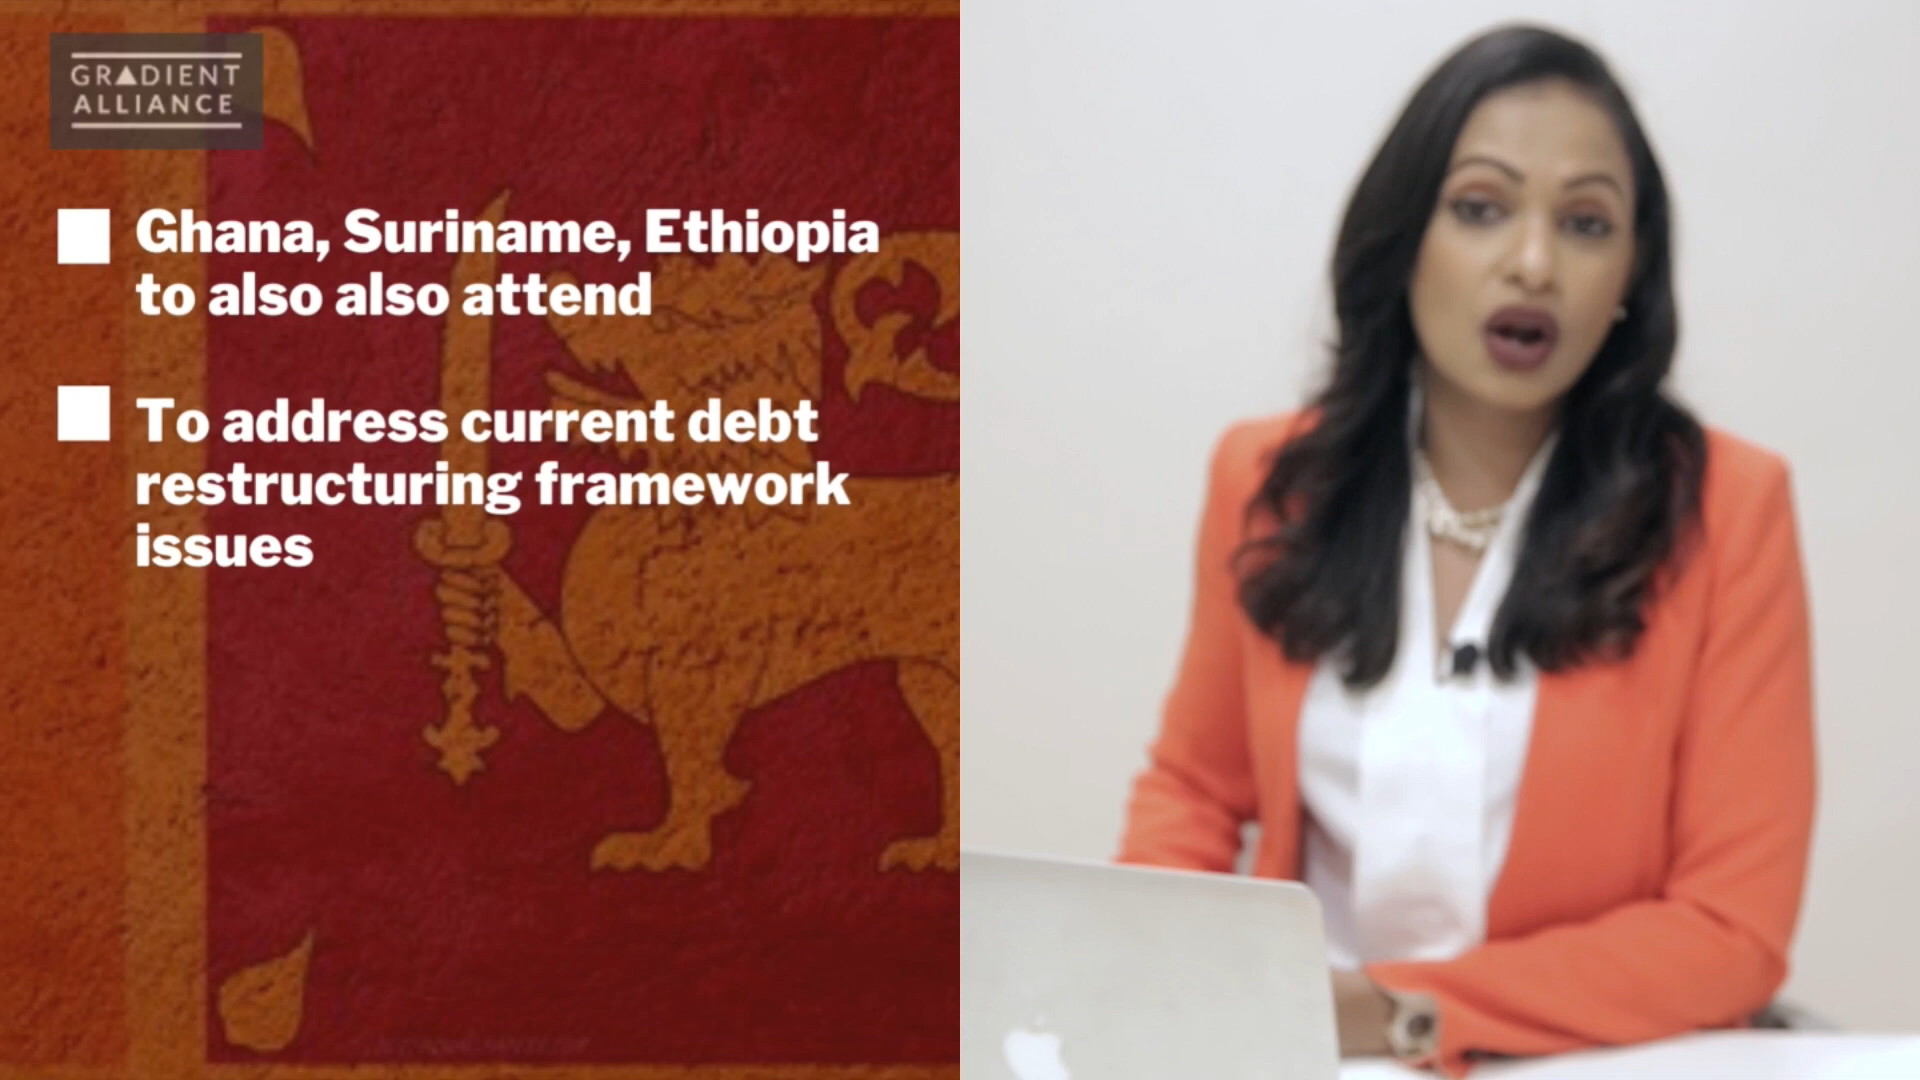 GRADIENT
ALLIANCE
Ghana, Suriname, Ethiopia
to also also attend
To address current debt
restructuring framework
issues